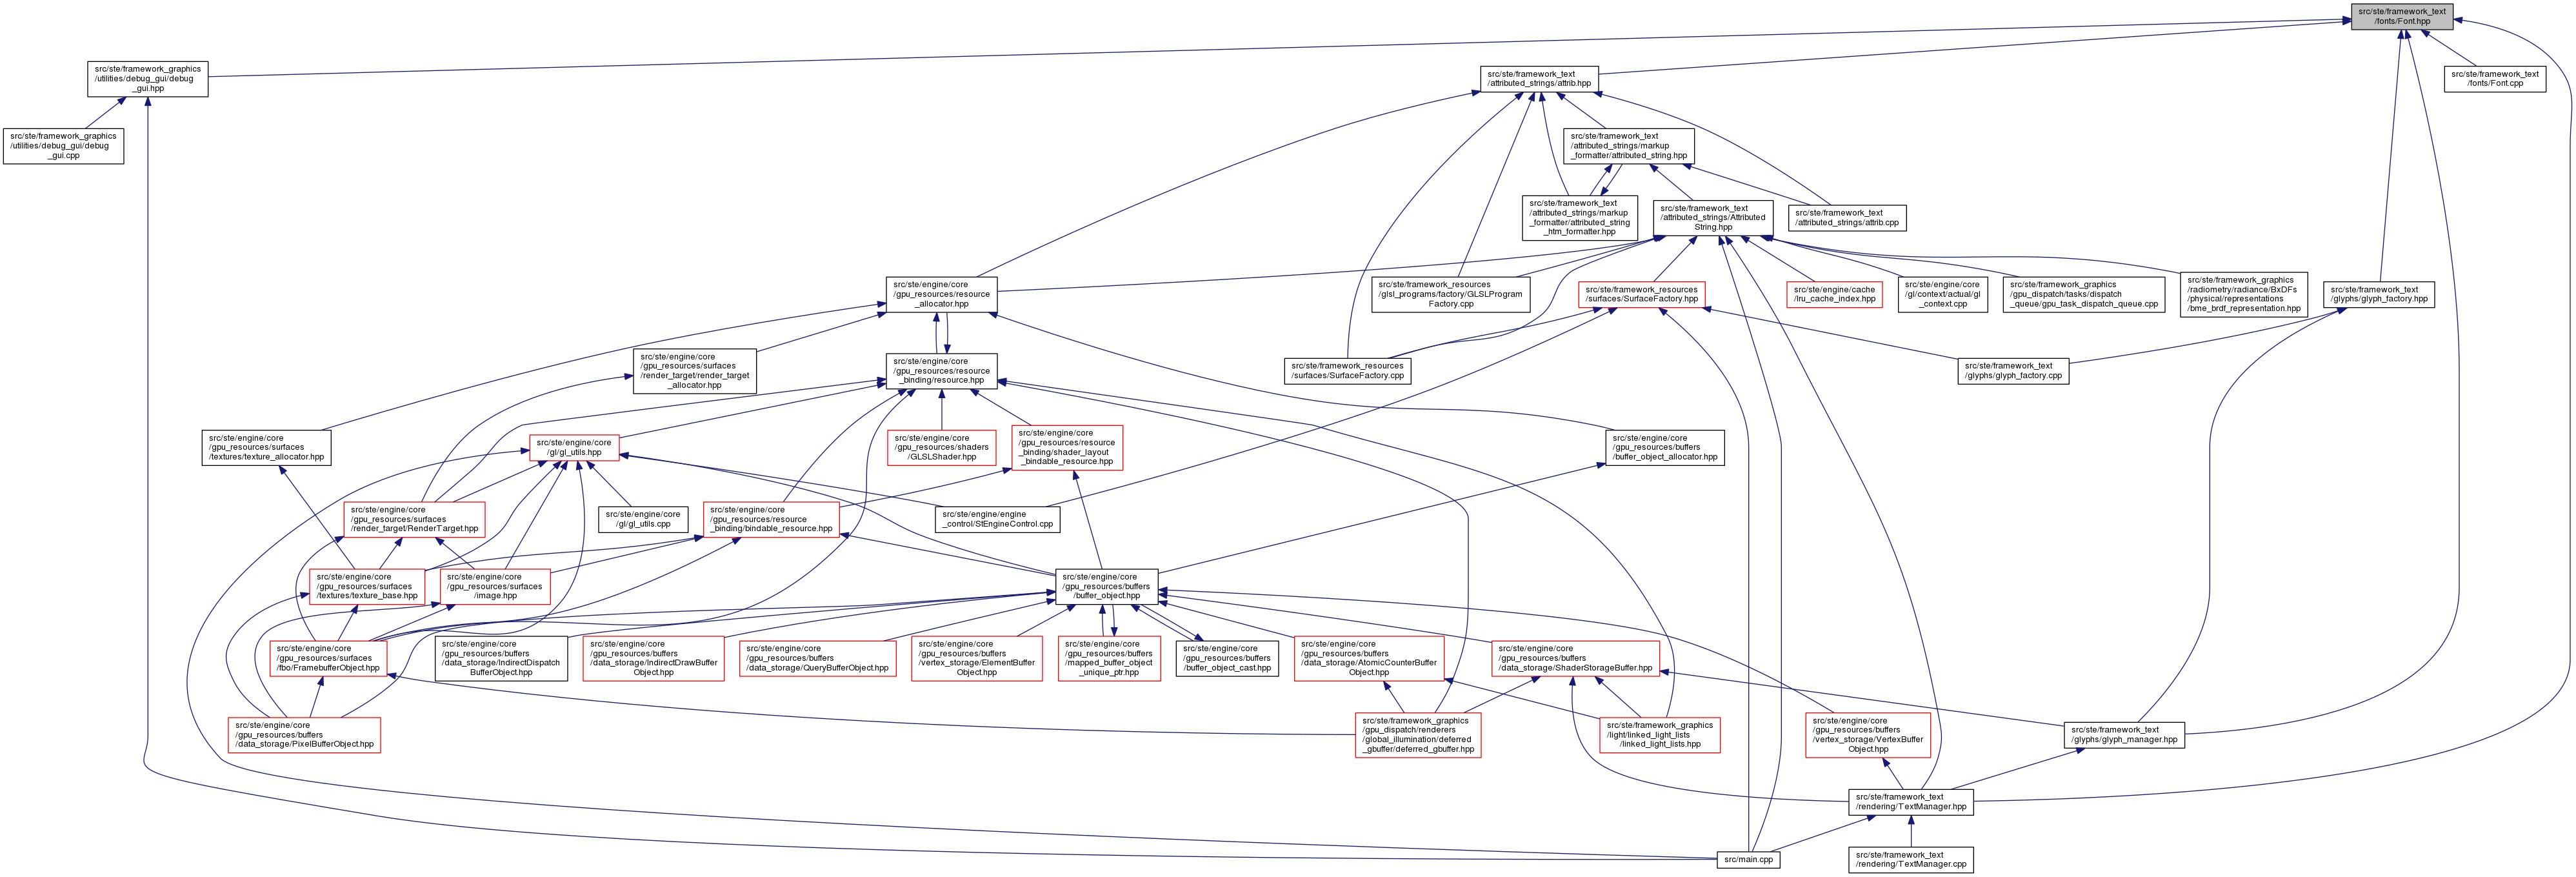 src/ste/framework_text
/fonts/Font.hpp
src/ste/framework_graphics
/utilities/debug_gui/debug
_gui.hpp
src/ste/framework_text
/attributed_strings/attrib.hpp
src/ste/framework_text
/fonts/Font.cpp
src/ste/framework_graphics
/utilities/debug_gui/debug
_gui.cpp
src/ste/framework_text
/attributed_strings/markup
_formatter/attributed_string.hpp
src/ste/framework_text
/attributed_strings/markup
_formatter/attributed_string
_htm_formatter.hpp
src/ste/framework_text
/attributed_strings/Attributed
String.hpp
src/ste/framework_text
/attributed_strings/attrib.cpp
src/ste/engine/core
/gpu_resources/resource
_allocator.hpp
src/ste/framework_resources
/glsl_programs/factory/GLSLProgram
Factory.cpp
src/ste/framework_resources
/surfaces/SurfaceFactory.hpp
src/ste/engine/cache
/lru_cache_index.hpp
src/ste/engine/core
/gl/context/actual/gl
_context.cpp
src/ste/framework_graphics
/gpu_dispatch/tasks/dispatch
_queue/gpu_task_dispatch_queue.cpp
src/ste/framework_graphics
/radiometry/radiance/BxDFs
/physical/representations
/bme_brdf_representation.hpp
src/ste/framework_text
/glyphs/glyph_factory.hpp
src/ste/engine/core
/gpu_resources/surfaces
/render_target/render_target
_allocator.hpp
src/ste/engine/core
/gpu_resources/resource
_binding/resource.hpp
src/ste/framework_resources
/surfaces/SurfaceFactory.cpp
src/ste/framework_text
/glyphs/glyph_factory.cpp
src/ste/engine/core
/gpu_resources/surfaces
/textures/texture_allocator.hpp
src/ste/engine/core
/gl/gl_utils.hpp
src/ste/engine/core
/gpu_resources/shaders
/GLSLShader.hpp
src/ste/engine/core
/gpu_resources/resource
_binding/shader_layout
_bindable_resource.hpp
src/ste/engine/core
/gpu_resources/buffers
/buffer_object_allocator.hpp
src/ste/engine/core
/gpu_resources/surfaces
/render_target/RenderTarget.hpp
src/ste/engine/core
/gl/gl_utils.cpp
src/ste/engine/core
/gpu_resources/resource
_binding/bindable_resource.hpp
src/ste/engine/engine
_control/StEngineControl.cpp
src/ste/engine/core
/gpu_resources/surfaces
/textures/texture_base.hpp
src/ste/engine/core
/gpu_resources/surfaces
/image.hpp
src/ste/engine/core
/gpu_resources/buffers
/buffer_object.hpp
src/ste/engine/core
/gpu_resources/surfaces
/fbo/FramebufferObject.hpp
src/ste/engine/core
/gpu_resources/buffers
/data_storage/IndirectDispatch
BufferObject.hpp
src/ste/engine/core
/gpu_resources/buffers
/data_storage/IndirectDrawBuffer
Object.hpp
src/ste/engine/core
/gpu_resources/buffers
/data_storage/QueryBufferObject.hpp
src/ste/engine/core
/gpu_resources/buffers
/vertex_storage/ElementBuffer
Object.hpp
src/ste/engine/core
/gpu_resources/buffers
/mapped_buffer_object
_unique_ptr.hpp
src/ste/engine/core
/gpu_resources/buffers
/buffer_object_cast.hpp
src/ste/engine/core
/gpu_resources/buffers
/data_storage/AtomicCounterBuffer
Object.hpp
src/ste/engine/core
/gpu_resources/buffers
/data_storage/ShaderStorageBuffer.hpp
src/ste/engine/core
/gpu_resources/buffers
/data_storage/PixelBufferObject.hpp
src/ste/framework_graphics
/gpu_dispatch/renderers
/global_illumination/deferred
_gbuffer/deferred_gbuffer.hpp
src/ste/framework_graphics
/light/linked_light_lists
/linked_light_lists.hpp
src/ste/engine/core
/gpu_resources/buffers
/vertex_storage/VertexBuffer
Object.hpp
src/ste/framework_text
/glyphs/glyph_manager.hpp
src/ste/framework_text
/rendering/TextManager.hpp
src/main.cpp
src/ste/framework_text
/rendering/TextManager.cpp